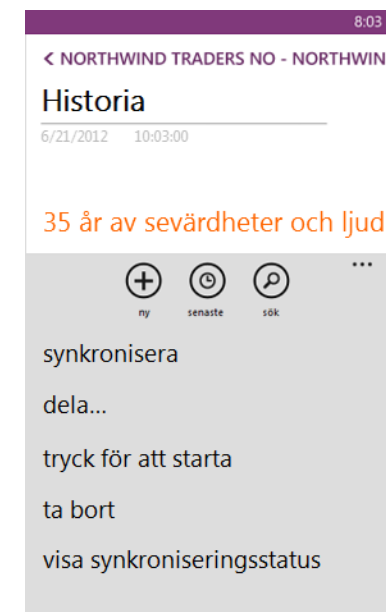 8:03
< NORTHWIND TRADERS NO - NORTHWIN
Historia
6/21/2012 10:03:00
35 år av sevärdheter och ljud
...
ny senaste sök
synkronisera
dela...
tryck för att starta
ta bort
visa synkroniseringsstatus